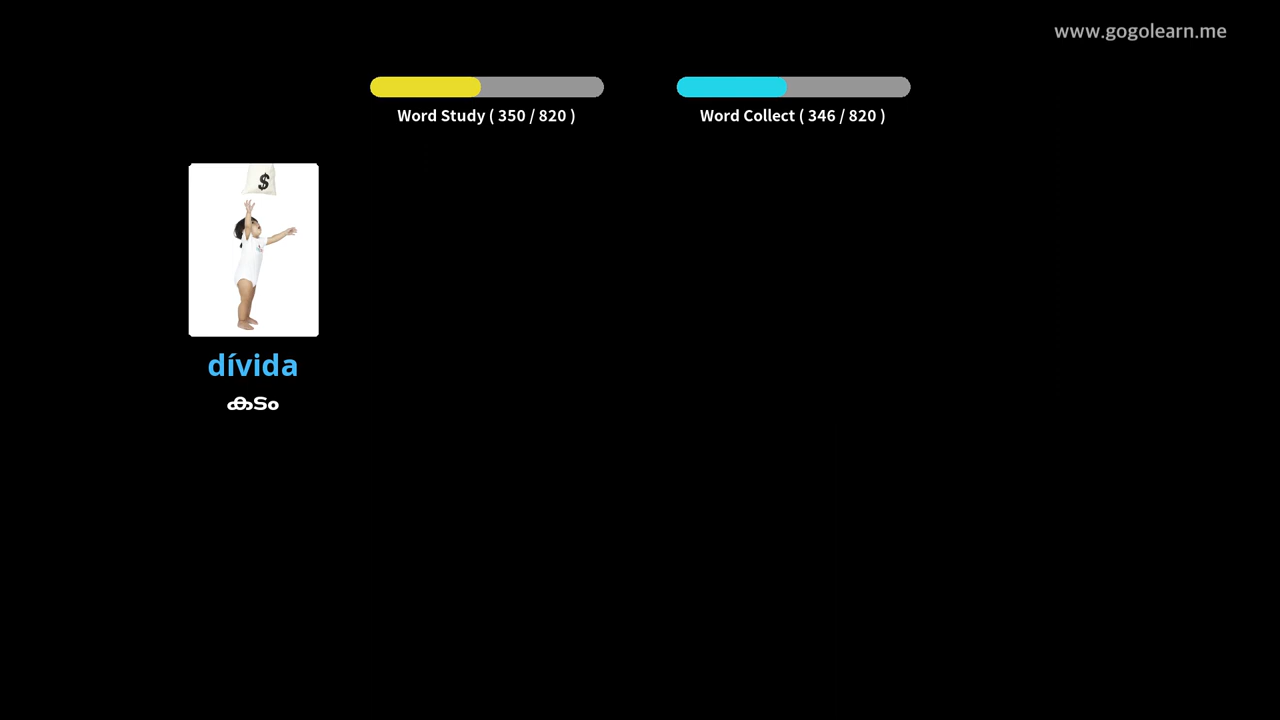 www.gogolearn.me
Word Study ( 350 / 820 )
Word Collect ( 346 / 820 )
$
dívida
കടം